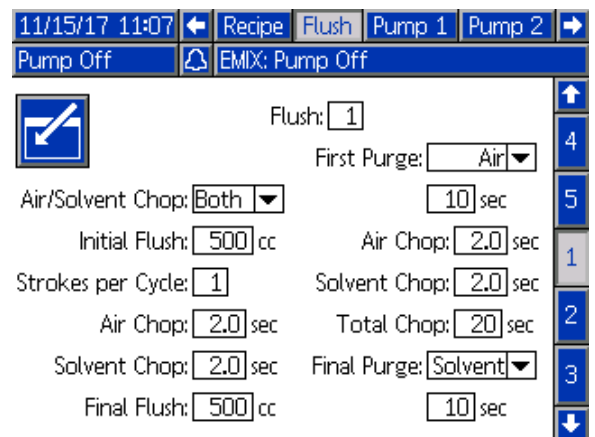 11/15/17 11:07 Recipe Flush Pump 1 Pump 2
Pump Off EMIX: Pump Off
Flush: 1
First Purge: Air
10 sec
Air/Solvent Chop: Both
Initial Flush: 500 cc
Air Chop: 2.0 sec
Strokes per Cycle: 1
Solvent Chop: 2.0 sec
Air Chop: 2.0 sec
Total Chop: 20 sec
Solvent Chop: 2.0 sec
Final Purge: Solvent
Final Flush: 500 cc
10 sec
4
5
1
2
3